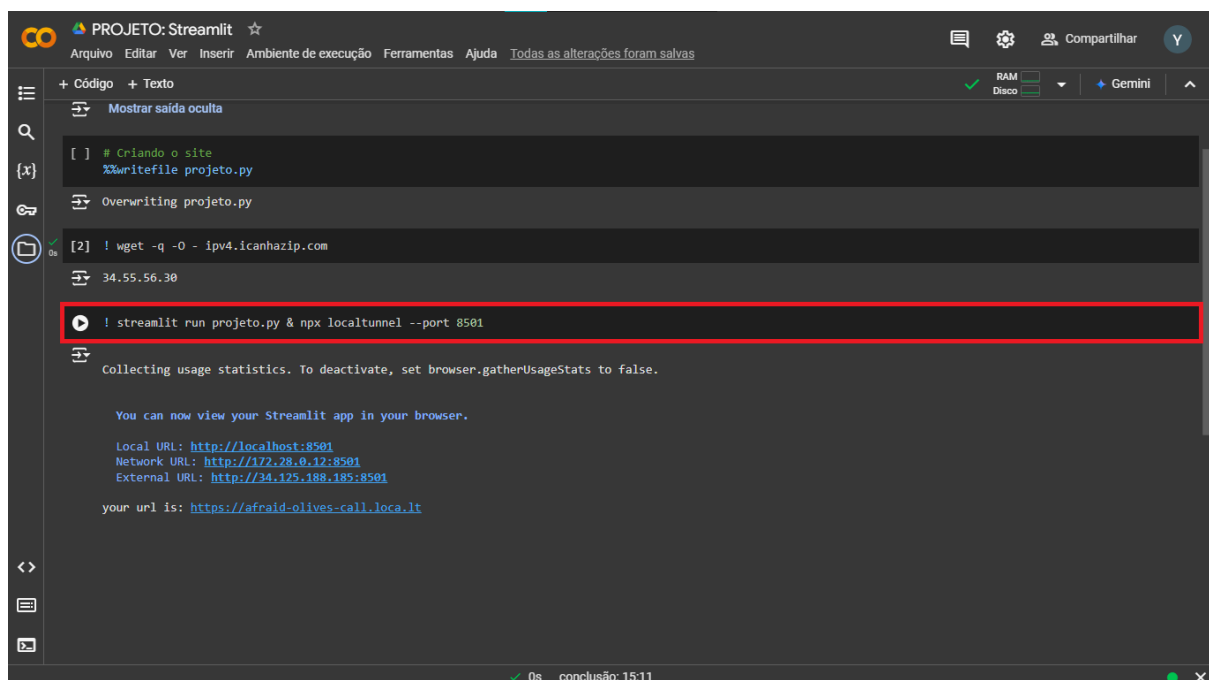 PROJETO: Streamlit
Arquivo Editar Ver Inserir Ambiente de execução Ferramentas Ajuda Todas as alterações foram salvas
Compartilhar
Y
+ Código + Texto
RAM
Disco
Gemini
Mostrar saída oculta
[ ] # Criando o site
%%writefile projeto.py
{x}
Overwriting projeto.py
0s
[2] ! wget -q -O - ipv4.icanhazip.com
34.55.56.30
! streamlit run projeto.py & npx localtunnel --port 8501
Collecting usage statistics. To deactivate, set browser.gatherUsageStats to false.
You can now view your Streamlit app in your browser.
Local URL: http://localhost:8501
Network URL: http://172.28.0.12:8501
External URL: http://34.125.188.185:8501
your url is: https://afraid-olives-call.loca.lt
0s conclusão: 15:11